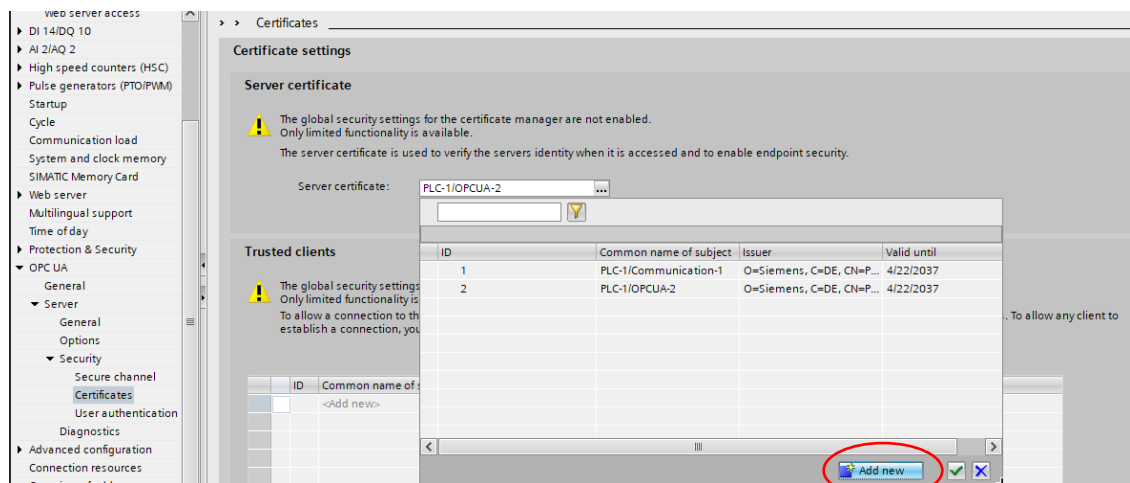 Web server access
DI 14/DQ 10
AI 2/AQ 2
High speed counters (HSC)
Pulse generators (PTO/PWM)
Startup
Cycle
Communication load
System and clock memory
SIMATIC Memory Card
Web server
Multilingual support
Time of day
Protection & Security
OPC UA
General
Server
General
Options
Security
Secure channel
Certificates
User authentication
Diagnostics
Advanced configuration
Connection resources
> > Certificates
Certificate settings
Server certificate
The global security settings for the certificate manager are not enabled.
Only limited functionality is available.
The server certificate is used to verify the servers identity when it is accessed and to enable endpoint security.
Server certificate: PLC-1/OPCUA-2 ...
ID Common name of subject Issuer Valid until
1 PLC-1/Communication-1 O=Siemens, C=DE, CN=P... 4/22/2037
2 PLC-1/OPCUA-2 O=Siemens, C=DE, CN=P... 4/22/2037
Add new
Trusted clients
The global security settings
Only limited functionality is
To allow a connection to th . To allow any client to
establish a connection, you
ID Common name of s
<Add new>